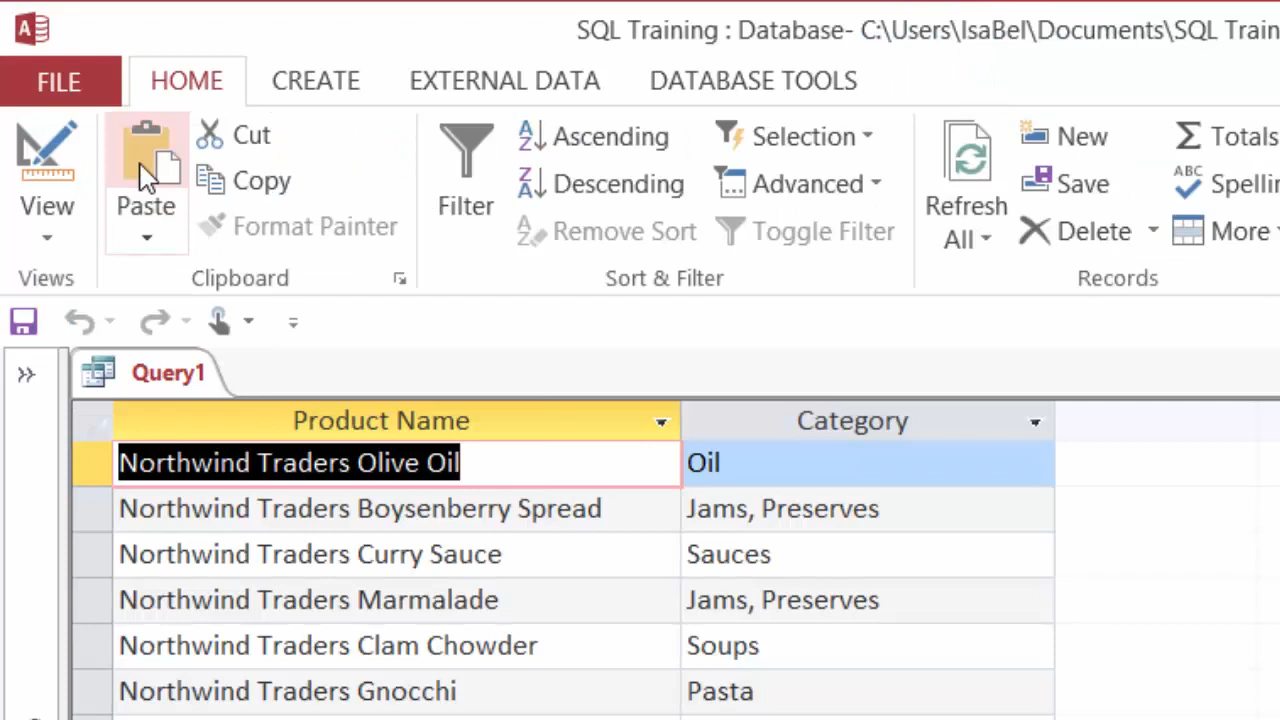 SQL Training : Database- C:\Users\IsaBel\Documents\SQL Train
FILE HOME CREATE EXTERNAL DATA DATABASE TOOLS
View
Views
Paste
Cut
Copy
Format Painter
Clipboard
Filter
Ascending
Descending
Remove Sort
Selection
Advanced
Toggle Filter
Sort & Filter
Refresh
All
New
Save
Delete
Totals
Spellin
More
Records
Query1
Product Name Category
Northwind Traders Olive Oil Oil
Northwind Traders Boysenberry Spread Jams, Preserves
Northwind Traders Curry Sauce Sauces
Northwind Traders Marmalade Jams, Preserves
Northwind Traders Clam Chowder Soups
Northwind Traders Gnocchi Pasta